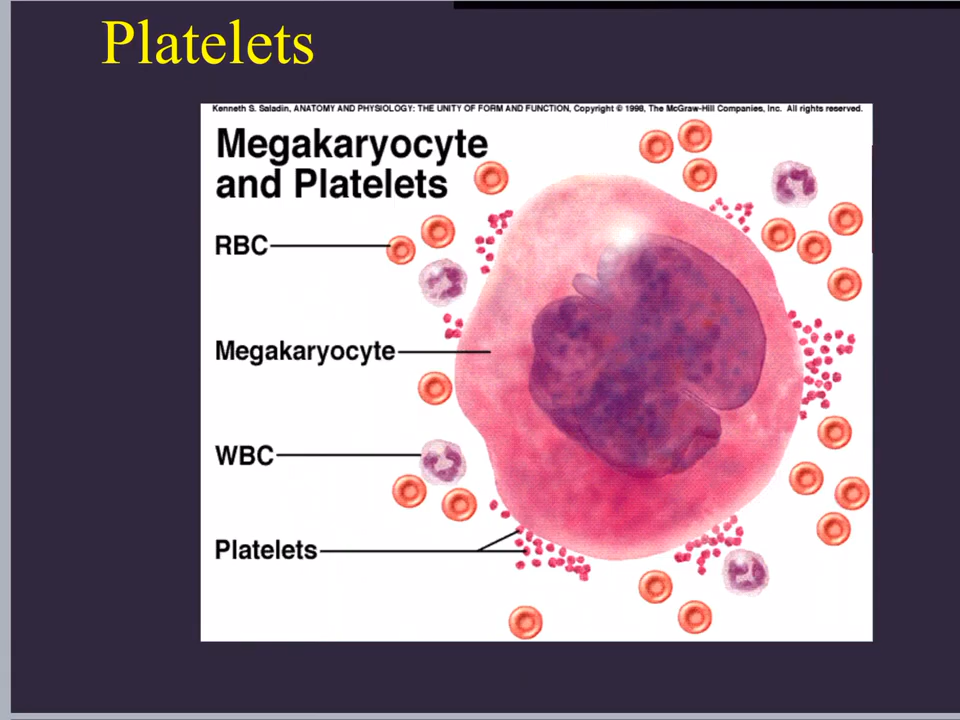 Platelets
Kenneth S. Saladin, ANATOMY AND PHYSIOLOGY: THE UNITY OF FORM AND FUNCTION, Copyright © 1998, The McGraw-Hill Companies, Inc. All rights reserved.
Megakaryocyte
and Platelets
RBC
Megakaryocyte
WBC
Platelets